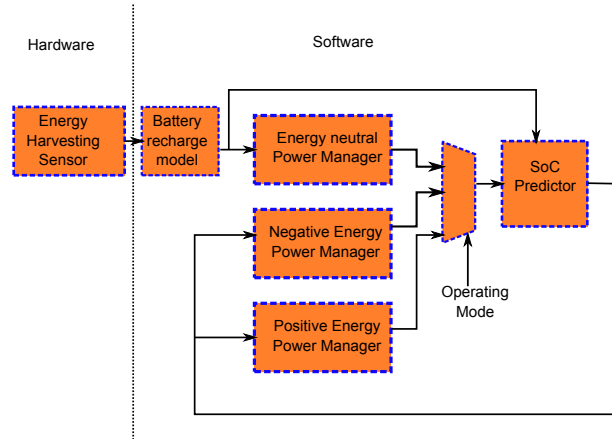 Hardware
Software
Energy
Harvesting
Sensor
Battery
recharge
model
Energy neutral
Power Manager
SoC
Predictor
Negative Energy
Power Manager
Operating
Mode
Positive Energy
Power Manager